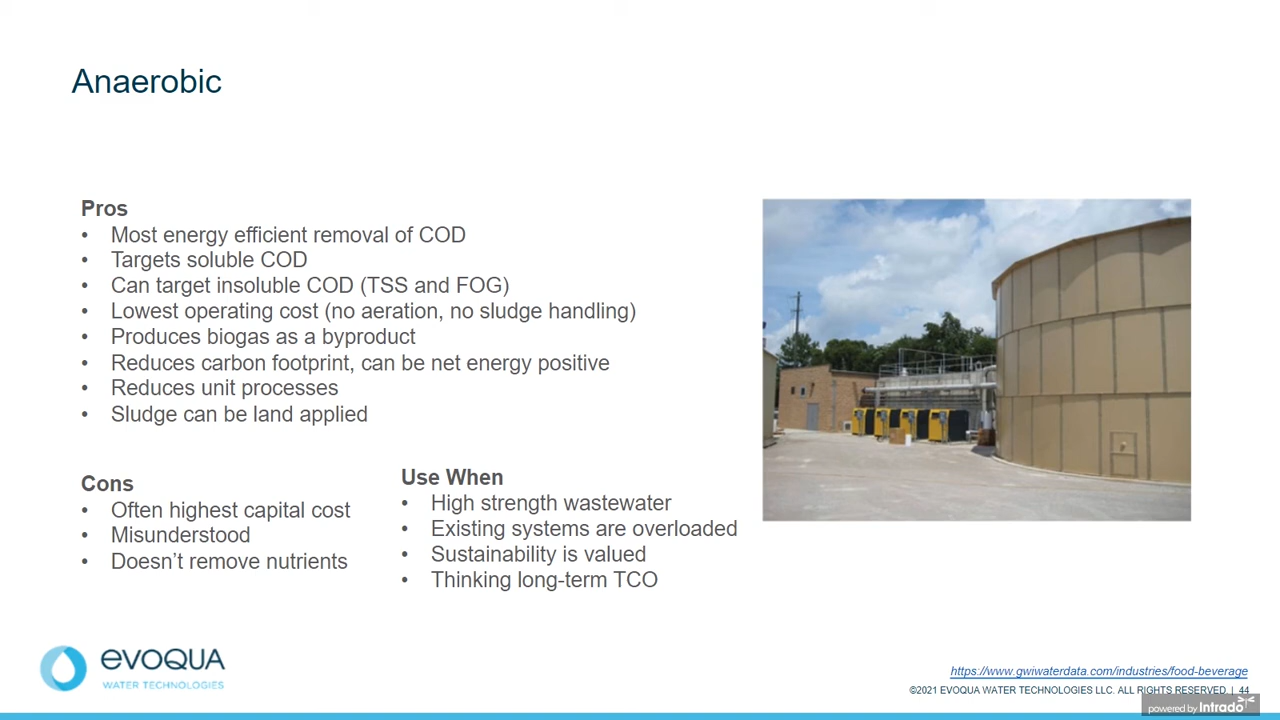 Anaerobic
Pros
• Most energy efficient removal of COD
• Targets soluble COD
• Can target insoluble COD (TSS and FOG)
• Lowest operating cost (no aeration, no sludge handling)
• Produces biogas as a byproduct
• Reduces carbon footprint, can be net energy positive
• Reduces unit processes
• Sludge can be land applied
Cons
• Often highest capital cost
• Misunderstood
• Doesn’t remove nutrients
Use When
• High strength wastewater
• Existing systems are overloaded
• Sustainability is valued
• Thinking long-term TCO
evoqua
WATER TECHNOLOGIES
https://www.gwiwaterdata.com/industries/food-beverage
©2021 EVOQUA WATER TECHNOLOGIES LLC. ALL RIGHTS RESERVED | 44
powered by Intrado